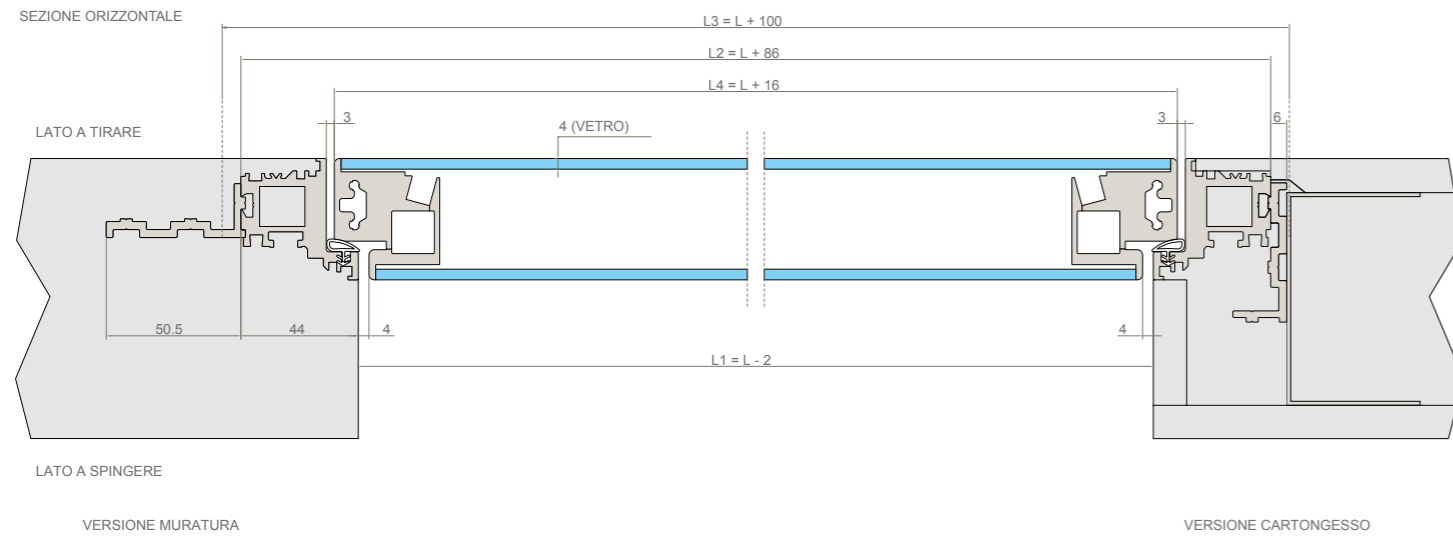 SEZIONE ORIZZONTALE
L3 = L + 100
L2 = L + 86
L4 = L + 16
3
3
6
4 (VETRO)
LATO A TIRARE
50.5
44
4
4
L1 = L - 2
LATO A SPINGERE
VERSIONE MURATURA
VERSIONE CARTONGESSO